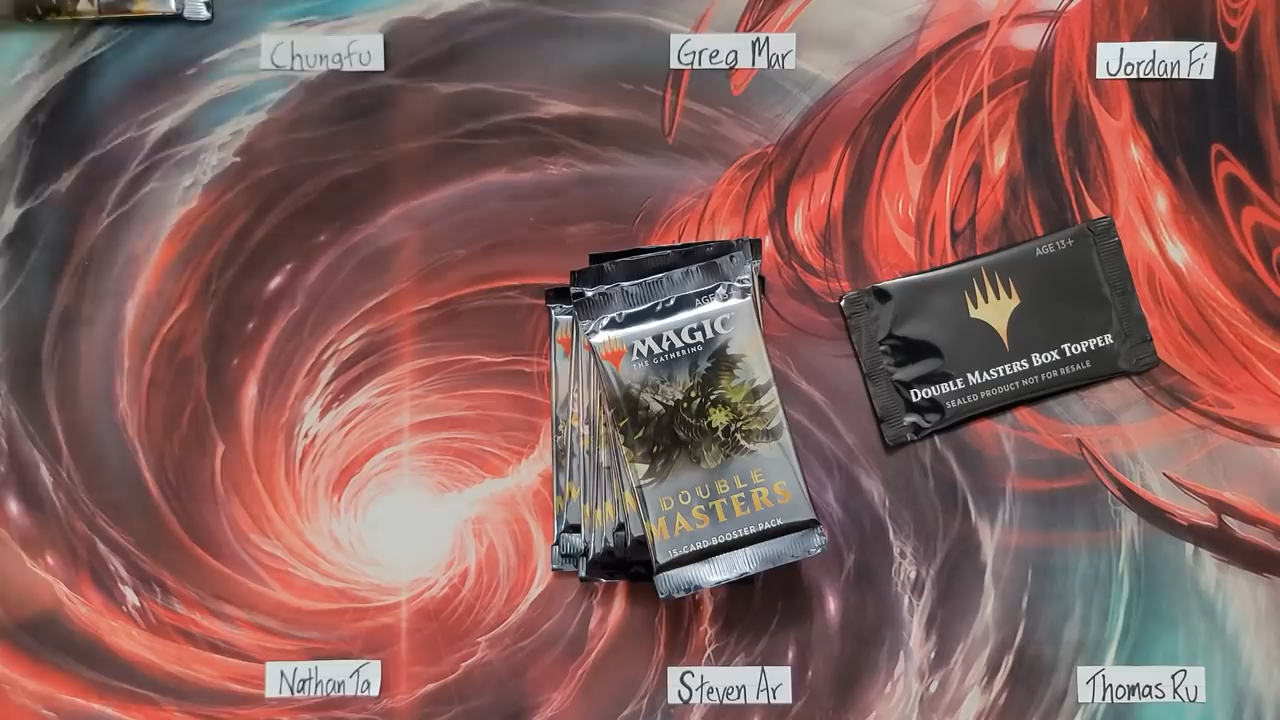 Chungfu
Greg Mar
Jordan Fi
AGE 13+
MAGIC
THE GATHERING
DOUBLE
MASTERS
15-CARD BOOSTER PACK
AGE 13+
DOUBLE MASTERS BOX TOPPER
SEALED PRODUCT NOT FOR RESALE
Nathan Ta
Steven Ar
Thomas Ru